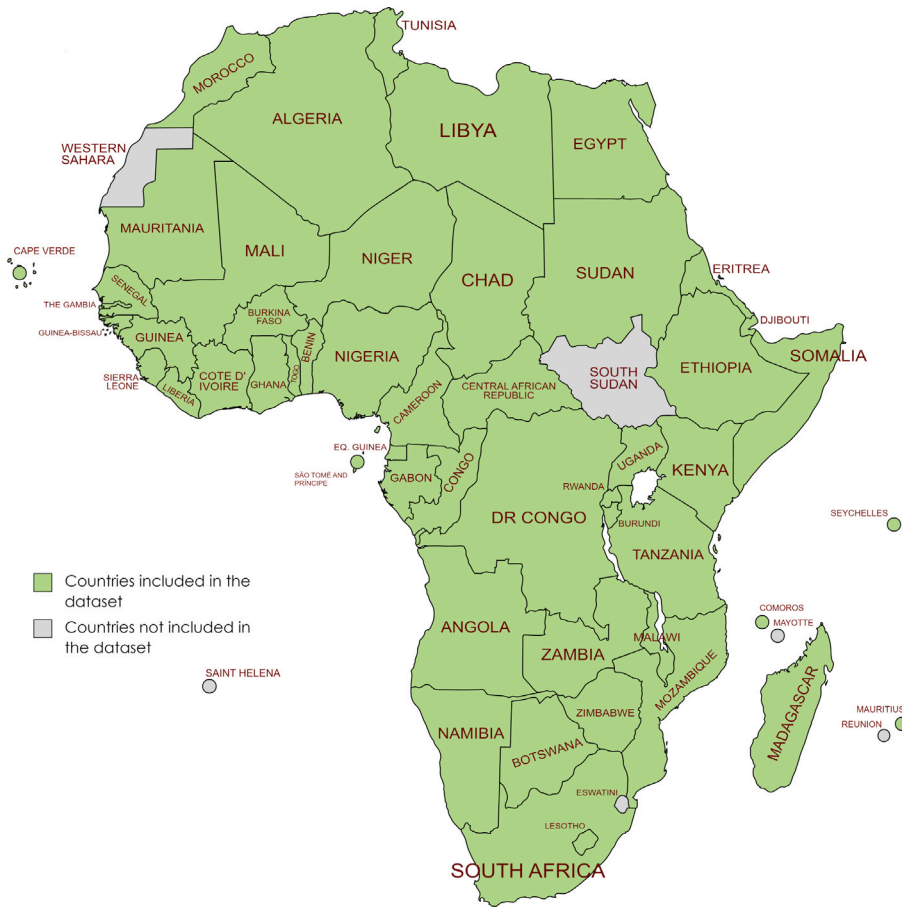 TUNISIA
MOROCCO
ALGERIA
LIBYA
EGYPT
WESTERN
SAHARA
MAURITANIA
MALI
NIGER
CHAD
SUDAN
ERITREA
CAPE VERDE
SENEGAL
THE GAMBIA
GUINEA-BISSAU
GUINEA
BURKINA
FASO
BENIN
TOGO
NIGERIA
DJIBOUTI
SOMALIA
ETHIOPIA
SOUTH
SUDAN
SIERRA
LEONE
LIBERIA
COTE D'
IVOIRE
GHANA
CAMEROON
CENTRAL AFRICAN
REPUBLIC
EQ. GUINEA
SÃO TOMÉ AND
PRÍNCIPE
GABON
CONGO
UGANDA
KENYA
RWANDA
DR CONGO
BURUNDI
TANZANIA
SEYCHELLES
Countries included in the
dataset
Countries not included in
the dataset
ANGOLA
ZAMBIA
MALAWI
MOZAMBIQUE
COMOROS
MAYOTTE
SAINT HELENA
MADAGASCAR
MAURITIUS
REUNION
NAMIBIA
ZIMBABWE
BOTSWANA
ESWATINI
LESOTHO
SOUTH AFRICA